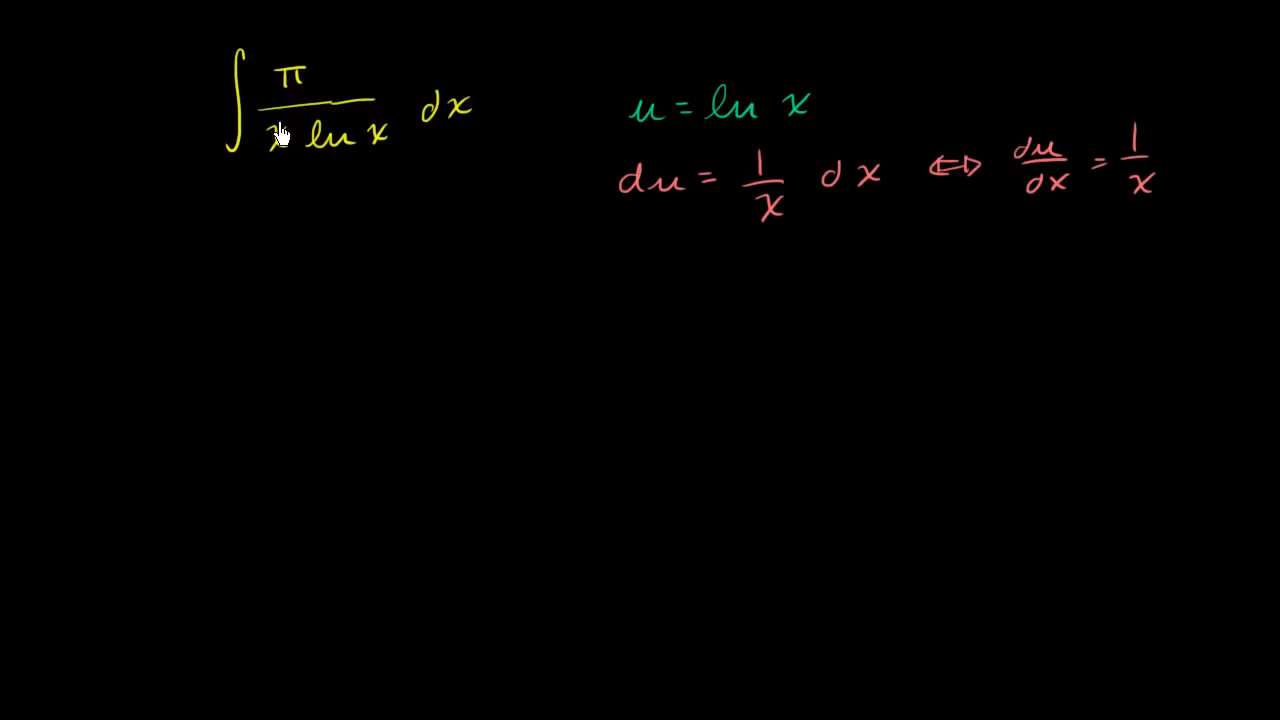 ∫ π / (x ln x) dx
u = ln x
du = 1/x dx ⟺ du/dx = 1/x